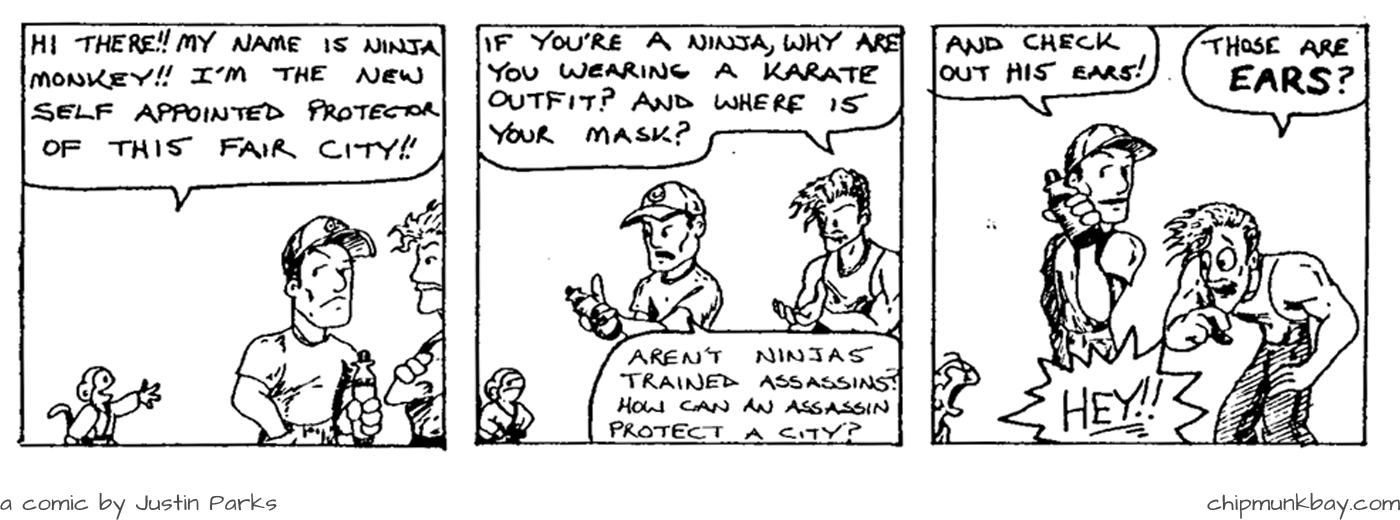 HI THERE!! MY NAME IS NINJA
MONKEY!! I'M THE NEW
SELF APPOINTED PROTECTOR
OF THIS FAIR CITY!!
IF YOU'RE A NINJA, WHY ARE
YOU WEARING A KARATE
OUTFIT? AND WHERE IS
YOUR MASK?
AREN'T NINJAS
TRAINED ASSASSINS?
HOW CAN AN ASSASSIN
PROTECT A CITY?
AND CHECK
OUT HIS EARS!
THOSE ARE
EARS?
HEY!!
a comic by Justin Parks
chipmunkbay.com